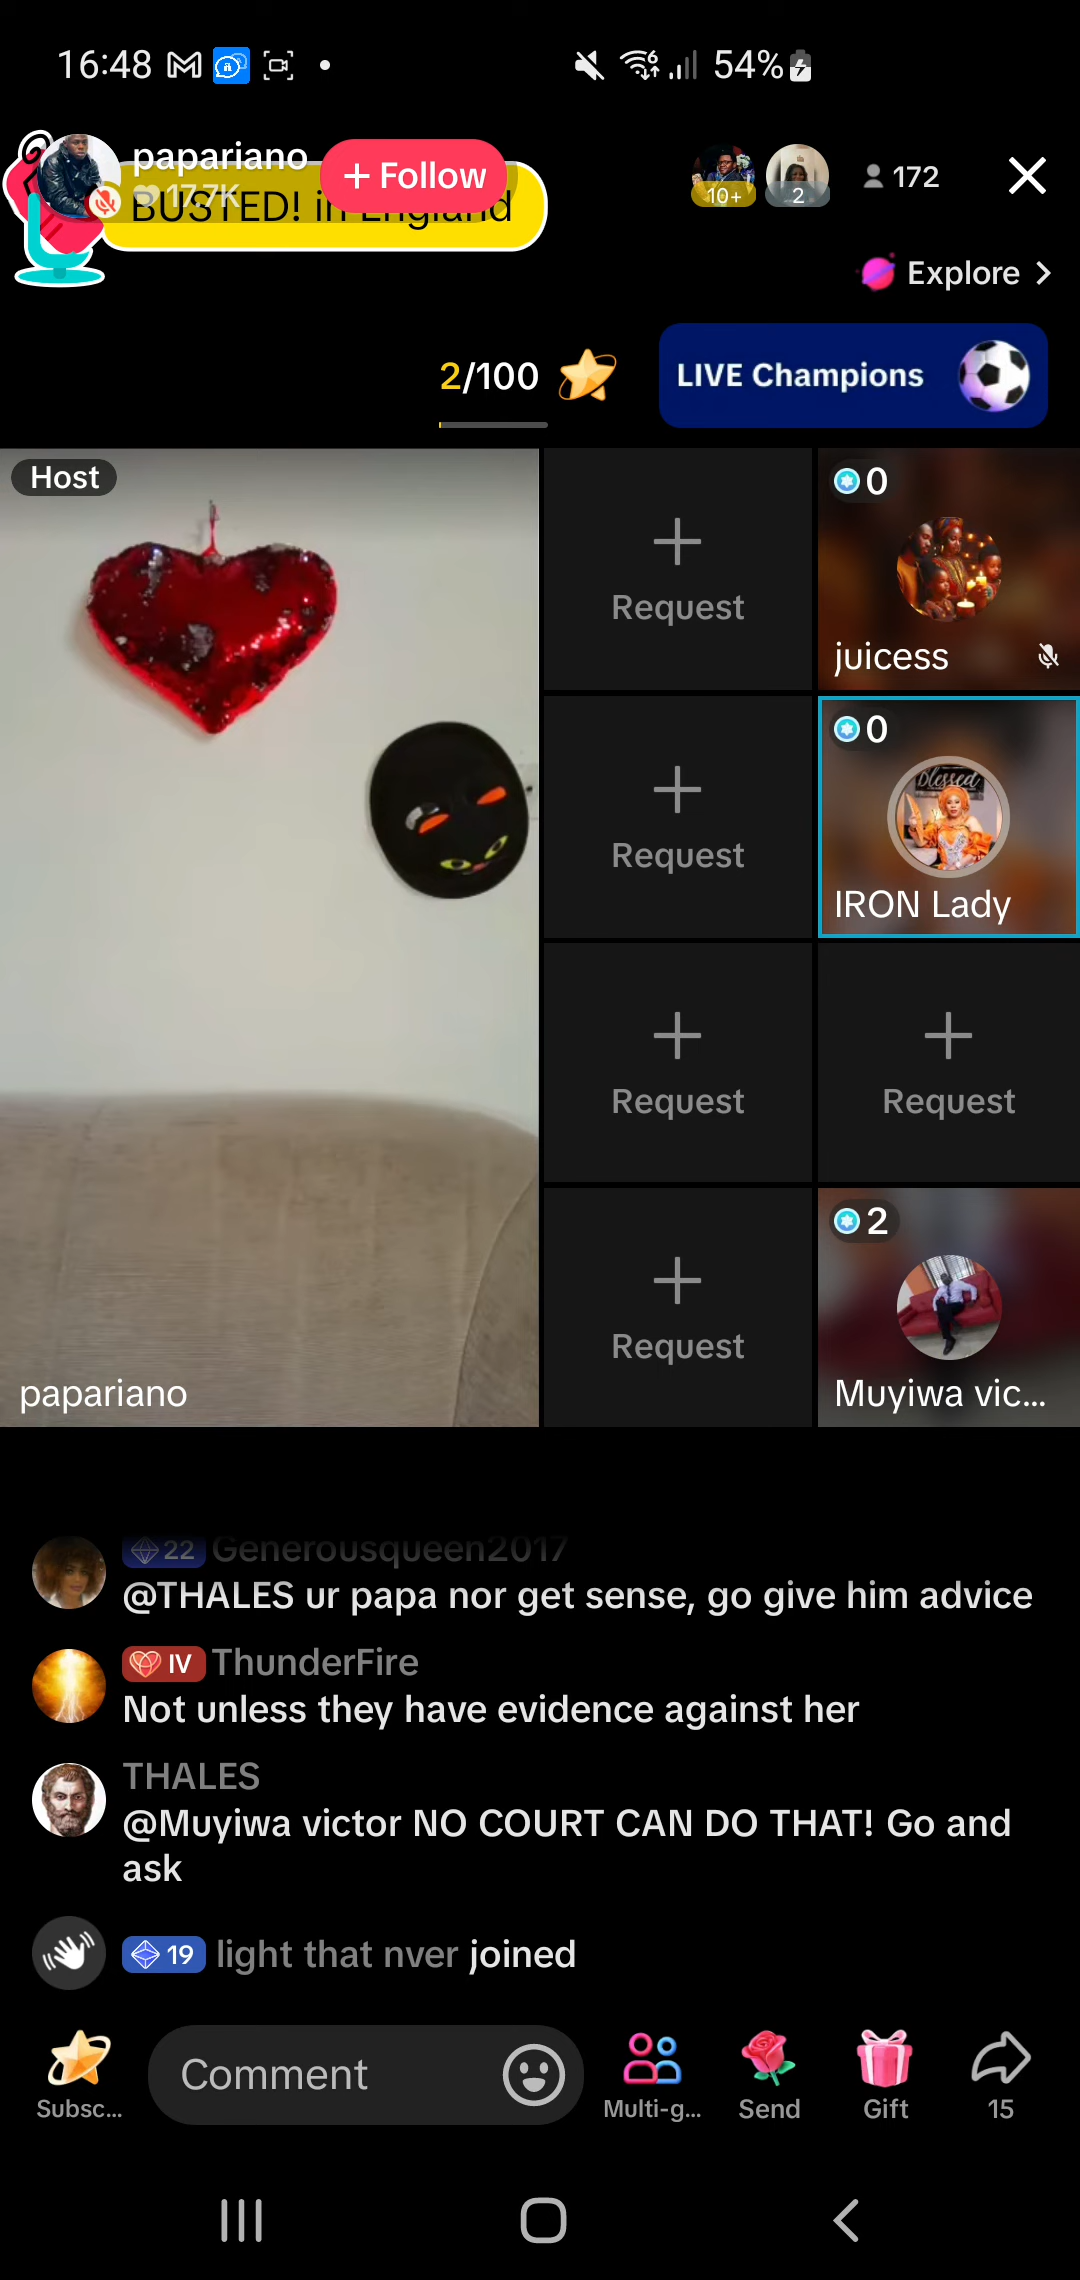 16:48
54%
papariano
17.7K
+ Follow
BUSTED! in England
10+
2
172
Explore
2/100
LIVE Champions
Host
Request
0
juicess
Request
0
Blessed
IRON Lady
Request
Request
Request
2
Muyiwa vic...
papariano
22 Generousqueen2017
@THALES ur papa nor get sense, go give him advice
IV ThunderFire
Not unless they have evidence against her
THALES
@Muyiwa victor NO COURT CAN DO THAT! Go and
ask
19 light that nver joined
Comment
Subsc...
Multi-g...
Send
Gift
15